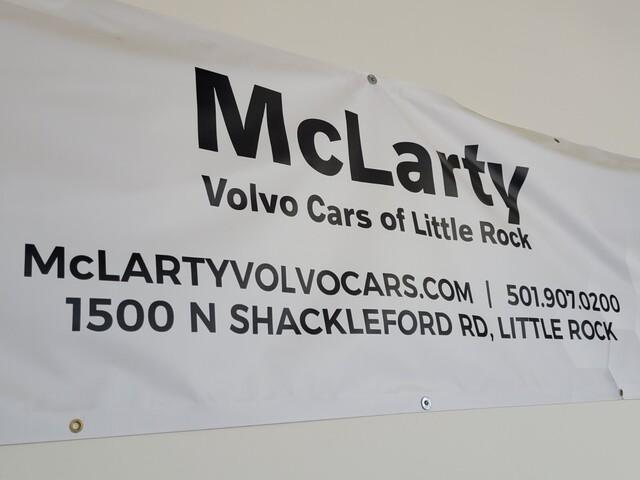 McLarty
Volvo Cars of Little Rock
McLARTYVOLVOCARS.COM | 501.907.0200
1500 N SHACKLEFORD RD, LITTLE ROCK